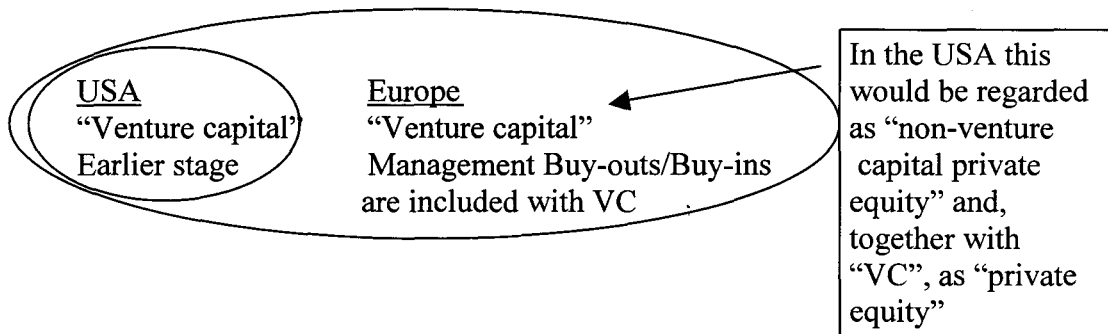 USA
“Venture capital”
Earlier stage
Europe
“Venture capital”
Management Buy-outs/Buy-ins
are included with VC
In the USA this
would be regarded
as “non-venture
capital private
equity” and,
together with
“VC”, as “private
equity”